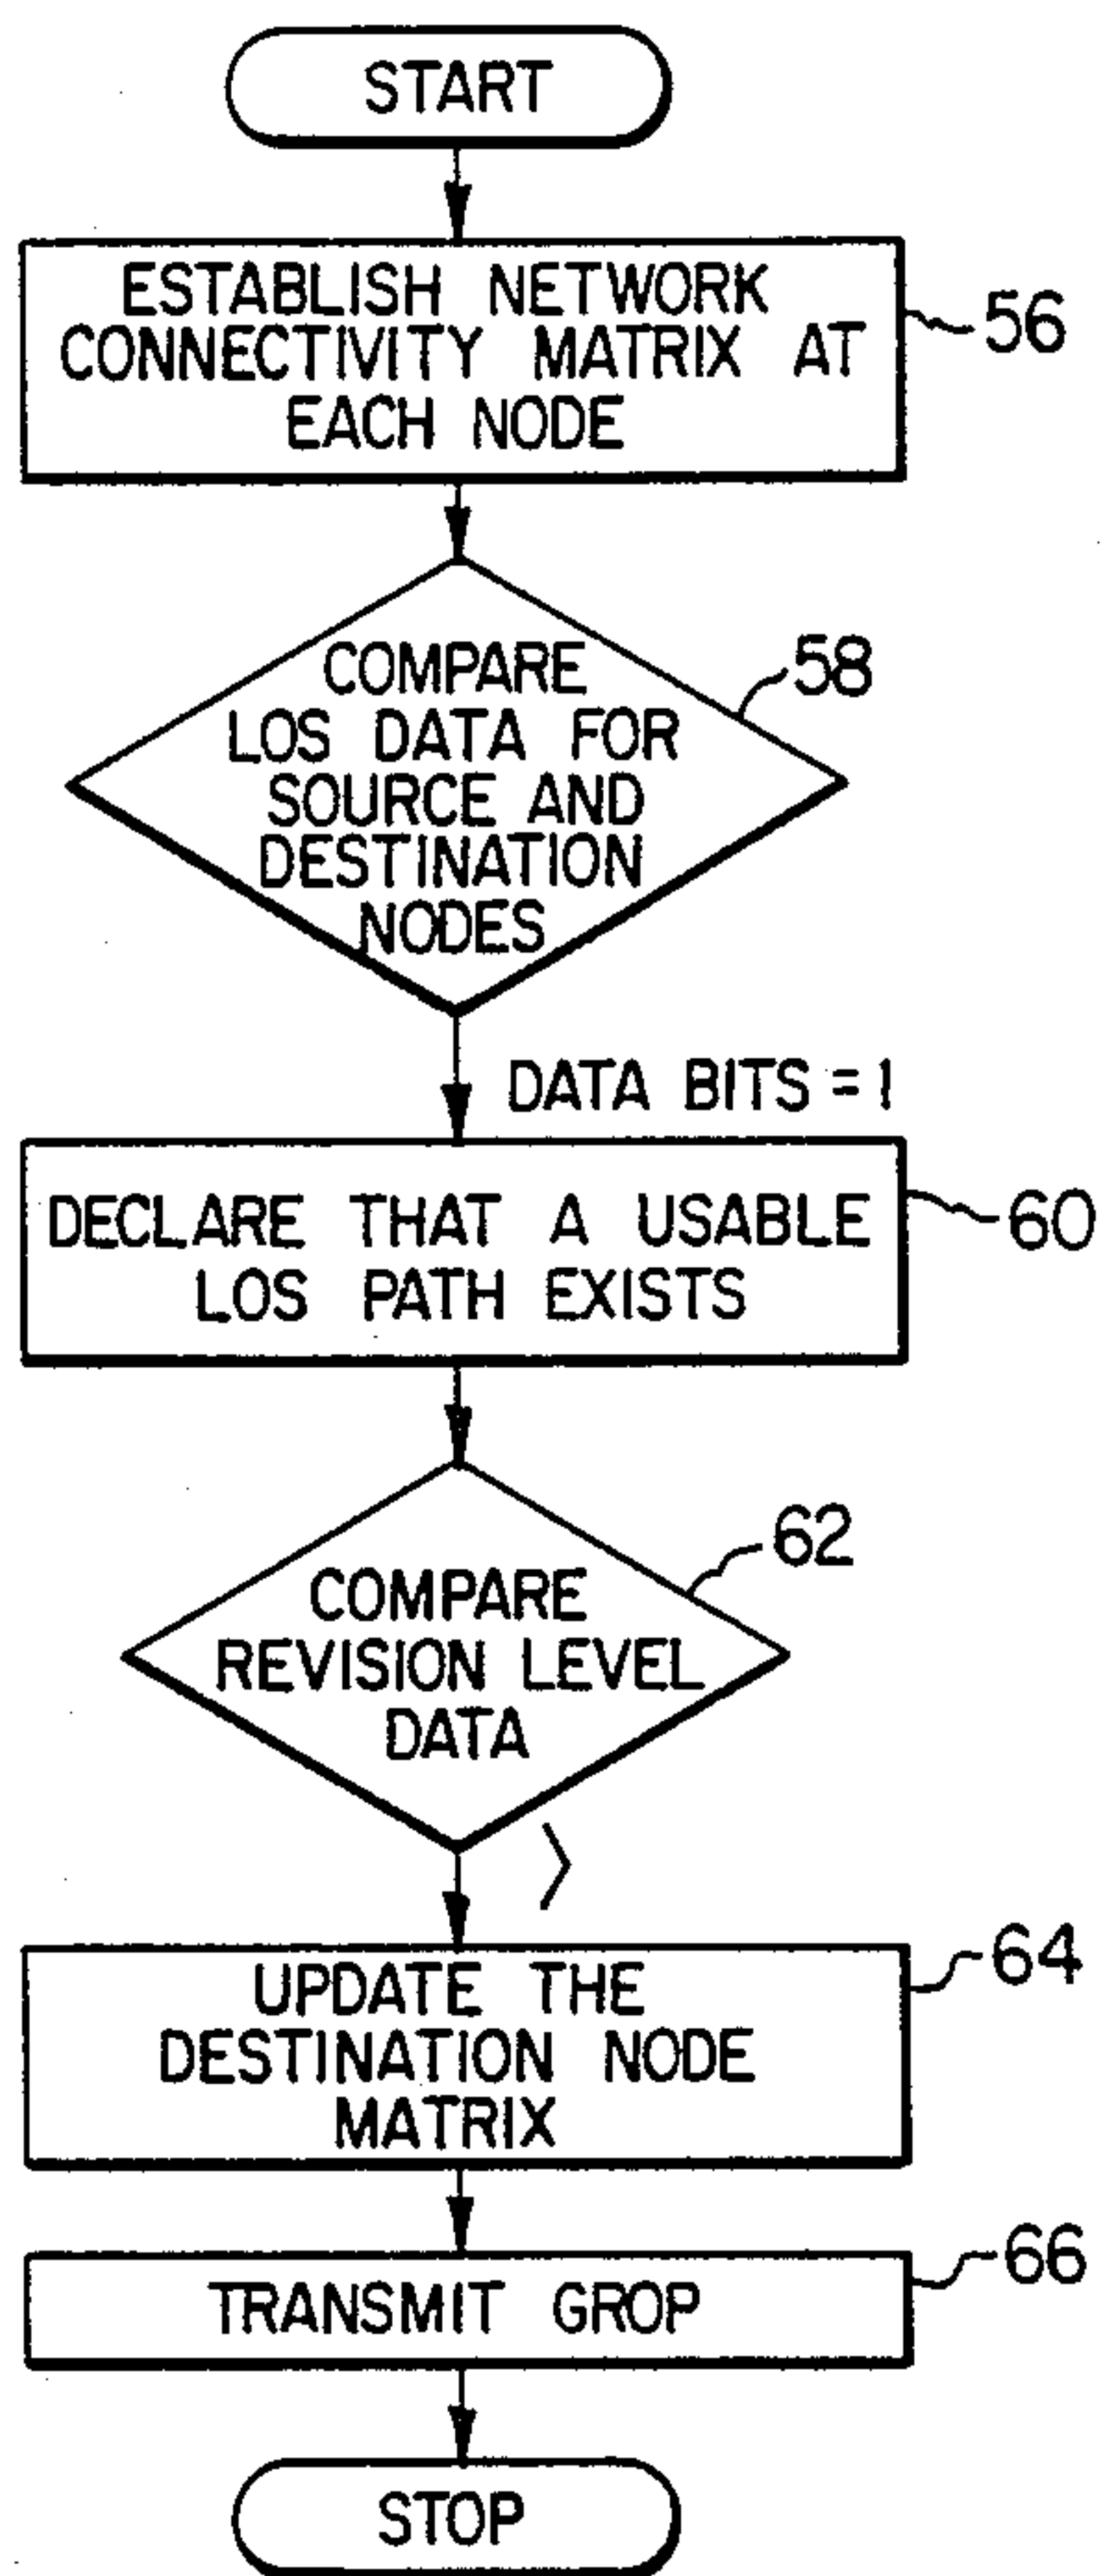 START
ESTABLISH NETWORK
CONNECTIVITY MATRIX AT
EACH NODE
56
COMPARE
LOS DATA FOR
SOURCE AND
DESTINATION
NODES
58
DATA BITS = 1
DECLARE THAT A USABLE
LOS PATH EXISTS
60
COMPARE
REVISION LEVEL
DATA
62
>
UPDATE THE
DESTINATION NODE
MATRIX
64
TRANSMIT GROP
66
STOP